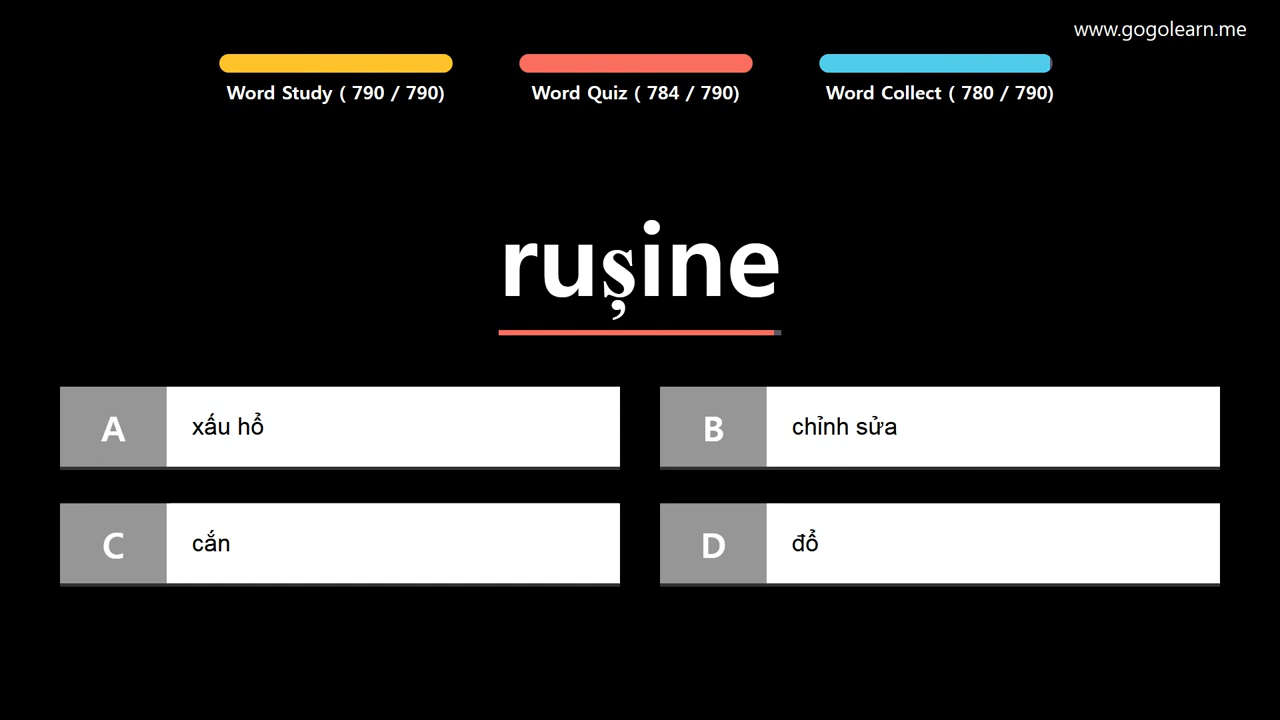 www.gogolearn.me
Word Study ( 790 / 790)
Word Quiz ( 784 / 790)
Word Collect ( 780 / 790)
rușine
A xấu hổ
B chỉnh sửa
C cắn
D đổ